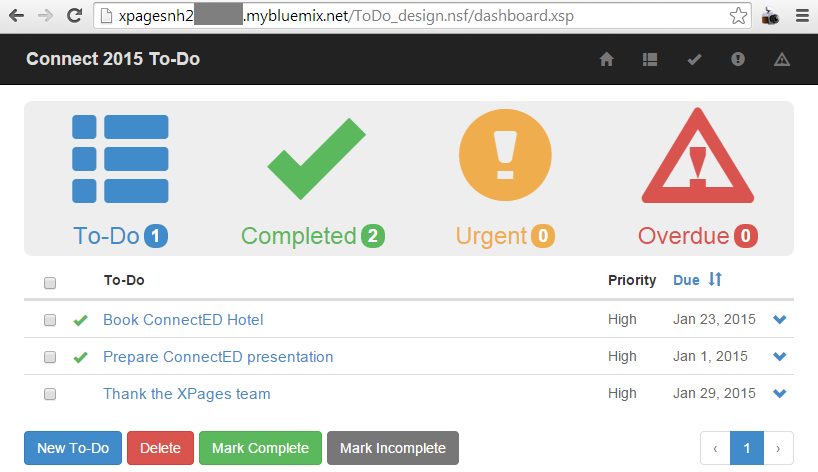 xpagesnh2 .mybluemix.net/ToDo_design.nsf/dashboard.xsp
Connect 2015 To-Do
To-Do 1 Completed 2 Urgent 0 Overdue 0
To-Do Priority Due
Book ConnectED Hotel High Jan 23, 2015
Prepare ConnectED presentation High Jan 1, 2015
Thank the XPages team High Jan 29, 2015
New To-Do Delete Mark Complete Mark Incomplete ‹ 1 ›